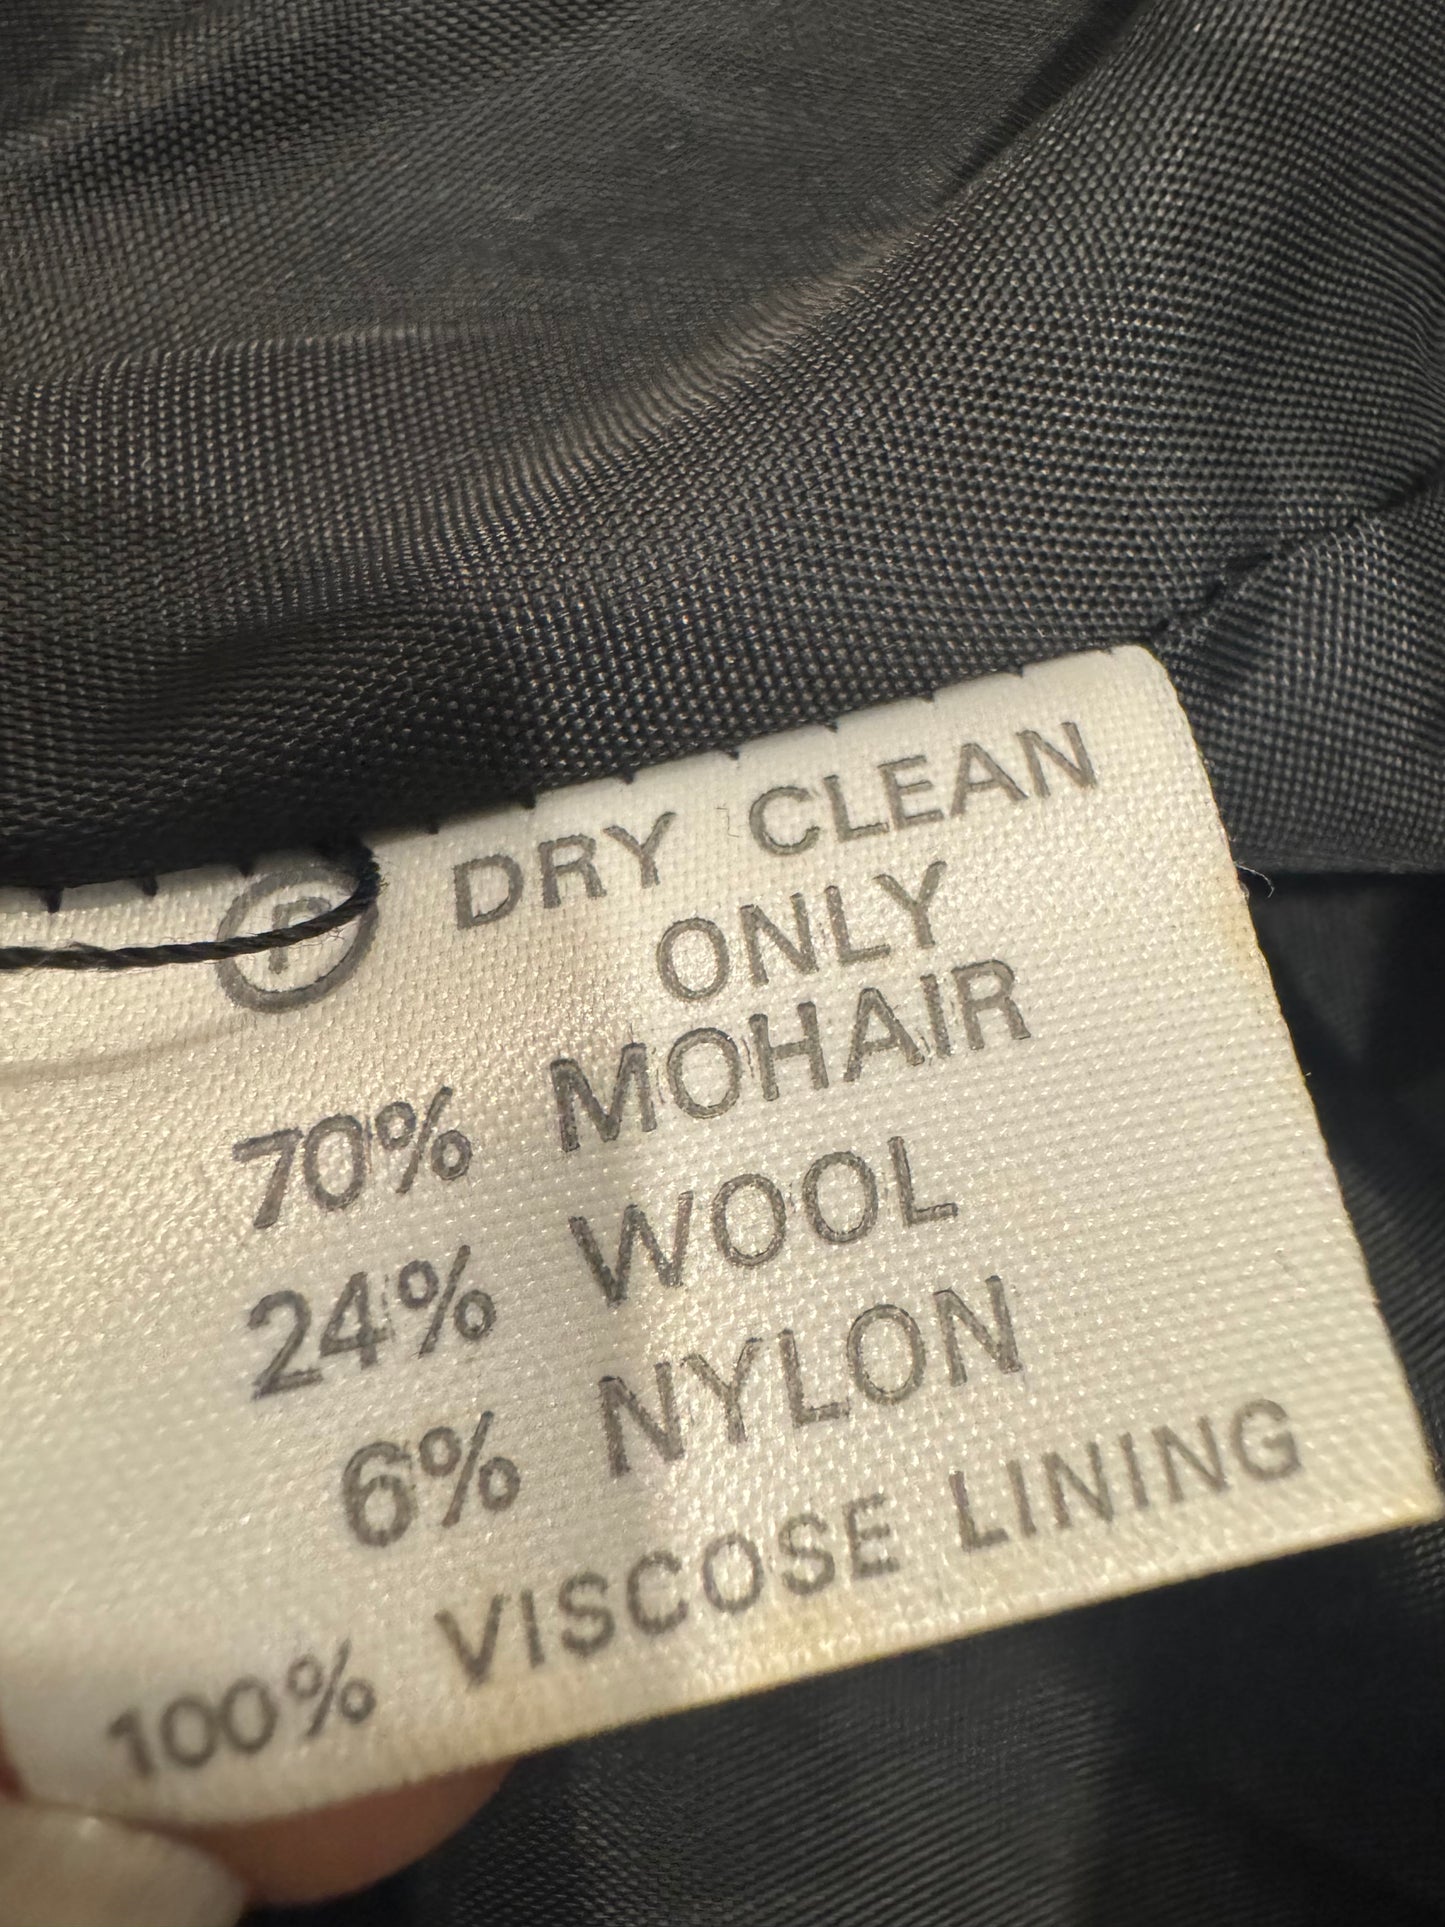 Ⓟ DRY CLEAN
ONLY
70% MOHAIR
24% WOOL
6% NYLON
100% VISCOSE LINING